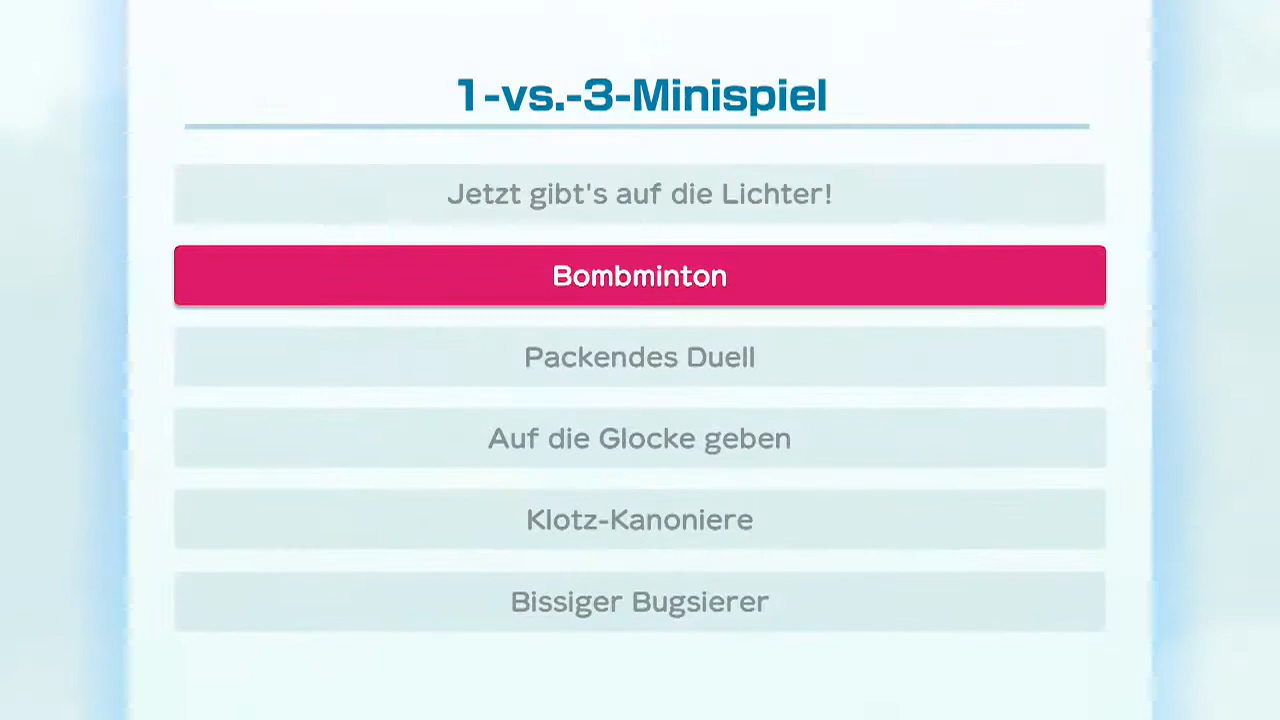 1-vs.-3-Minispiel
Jetzt gibt's auf die Lichter!
Bombminton
Packendes Duell
Auf die Glocke geben
Klotz-Kanoniere
Bissiger Bugsierer